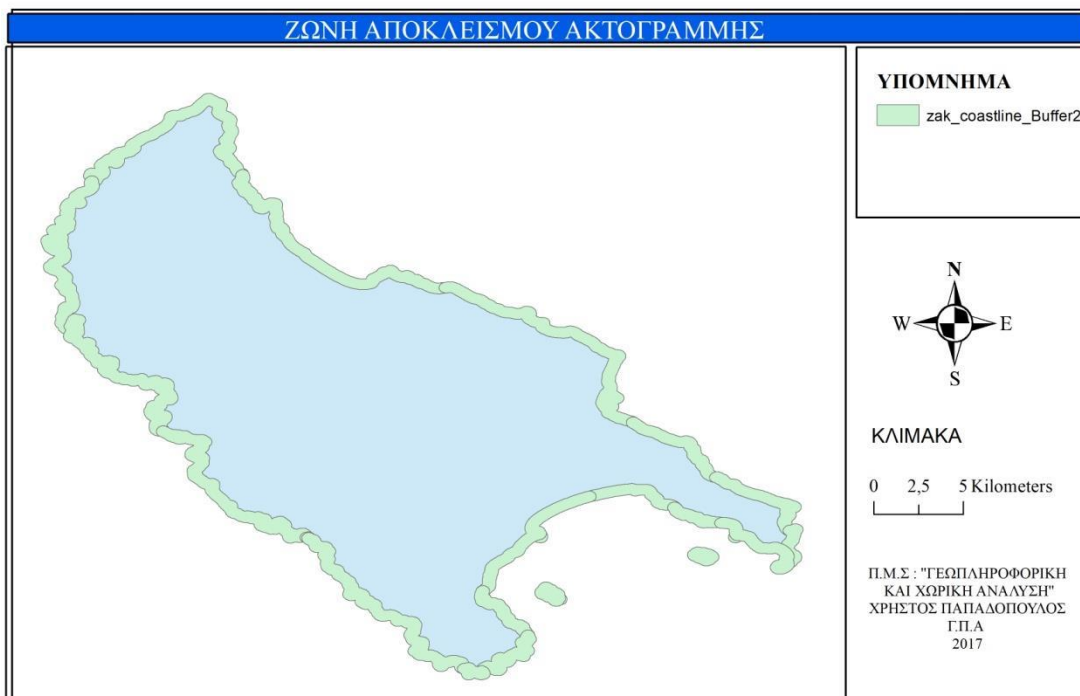 ΖΩΝΗ ΑΠΟΚΛΕΙΣΜΟΥ ΑΚΤΟΓΡΑΜΜΗΣ
ΥΠΟΜΝΗΜΑ
zak_coastline_Buffer2
N
W E
S
ΚΛΙΜΑΚΑ
0 2,5 5 Kilometers
Π.Μ.Σ : "ΓΕΩΠΛΗΡΟΦΟΡΙΚΗ
ΚΑΙ ΧΩΡΙΚΗ ΑΝΑΛΥΣΗ"
ΧΡΗΣΤΟΣ ΠΑΠΑΔΟΠΟΥΛΟΣ
Γ.Π.Α
2017